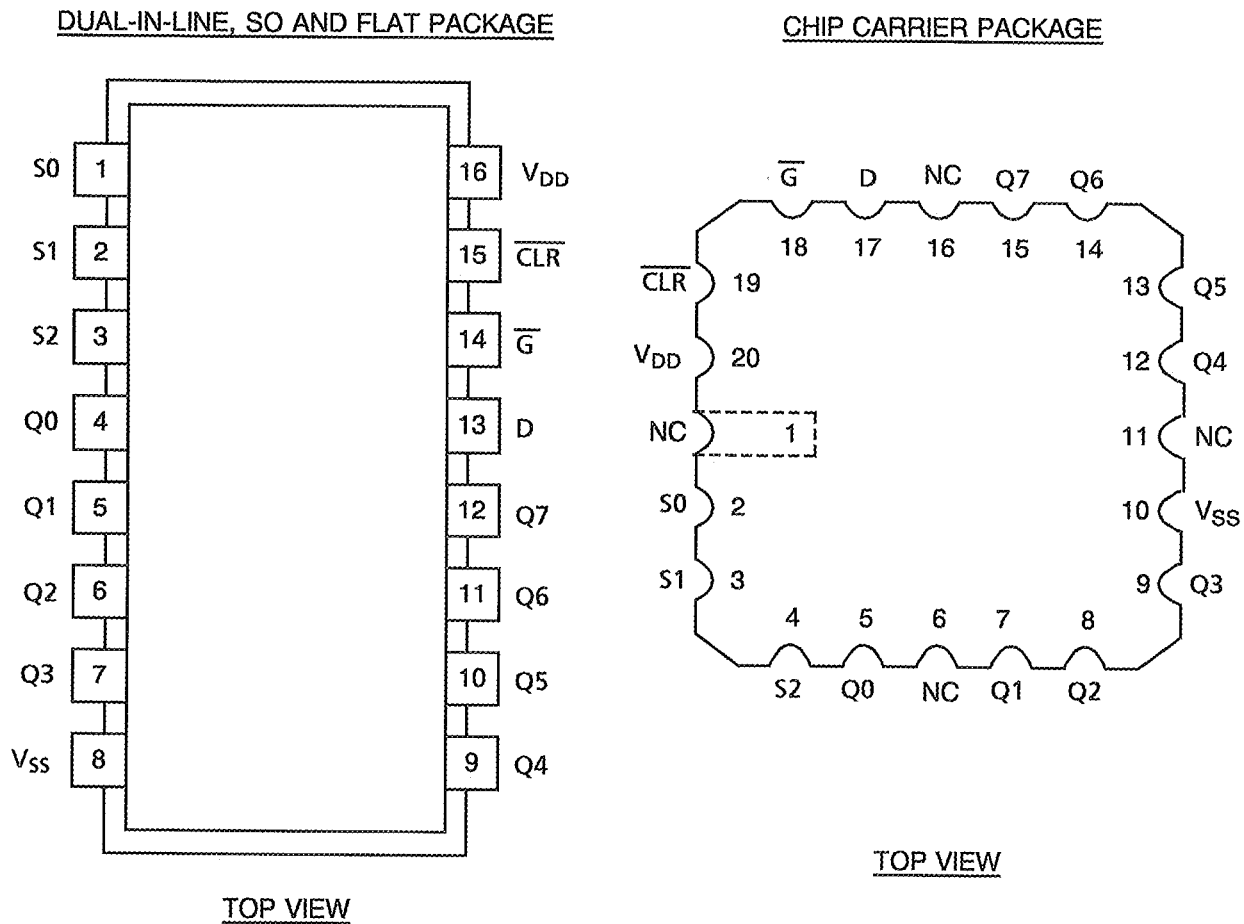 DUAL-IN-LINE, SO AND FLAT PACKAGE
S0 1 16 VDD
S1 2 15 CLR
S2 3 14 G
Q0 4 13 D
Q1 5 12 Q7
Q2 6 11 Q6
Q3 7 10 Q5
VSS 8 9 Q4
TOP VIEW
CHIP CARRIER PACKAGE
G D NC Q7 Q6
18 17 16 15 14
CLR 19 13 Q5
VDD 20 12 Q4
NC 1 11 NC
S0 2 10 VSS
S1 3 9 Q3
4 5 6 7 8
S2 Q0 NC Q1 Q2
TOP VIEW